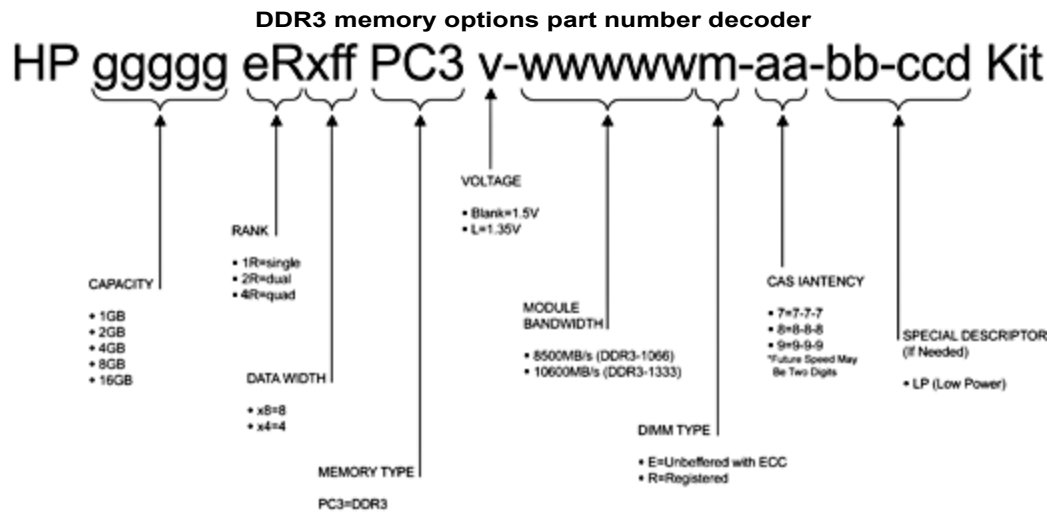 DDR3 memory options part number decoder
HP ggggg eRxff PC3 v-wwwwwm-aa-bb-ccd Kit
VOLTAGE
• Blank=1.5V
• L=1.35V
RANK
• 1R=single
• 2R=dual
• 4R=quad
CAPACITY
• 1GB
• 2GB
• 4GB
• 8GB
• 16GB
CAS IANTENCY
• 7=7-7-7
• 8=8-8-8
• 9=9-9-9
*Future Speed May
Be Two Digits
MODULE
BANDWIDTH
• 8500MB/s (DDR3-1066)
• 10600MB/s (DDR3-1333)
SPECIAL DESCRIPTOR
(If Needed)
• LP (Low Power)
DATA WIDTH
• x8=8
• x4=4
DIMM TYPE
• E=Unbeffered with ECC
• R=Registered
MEMORY TYPE
PC3=DDR3